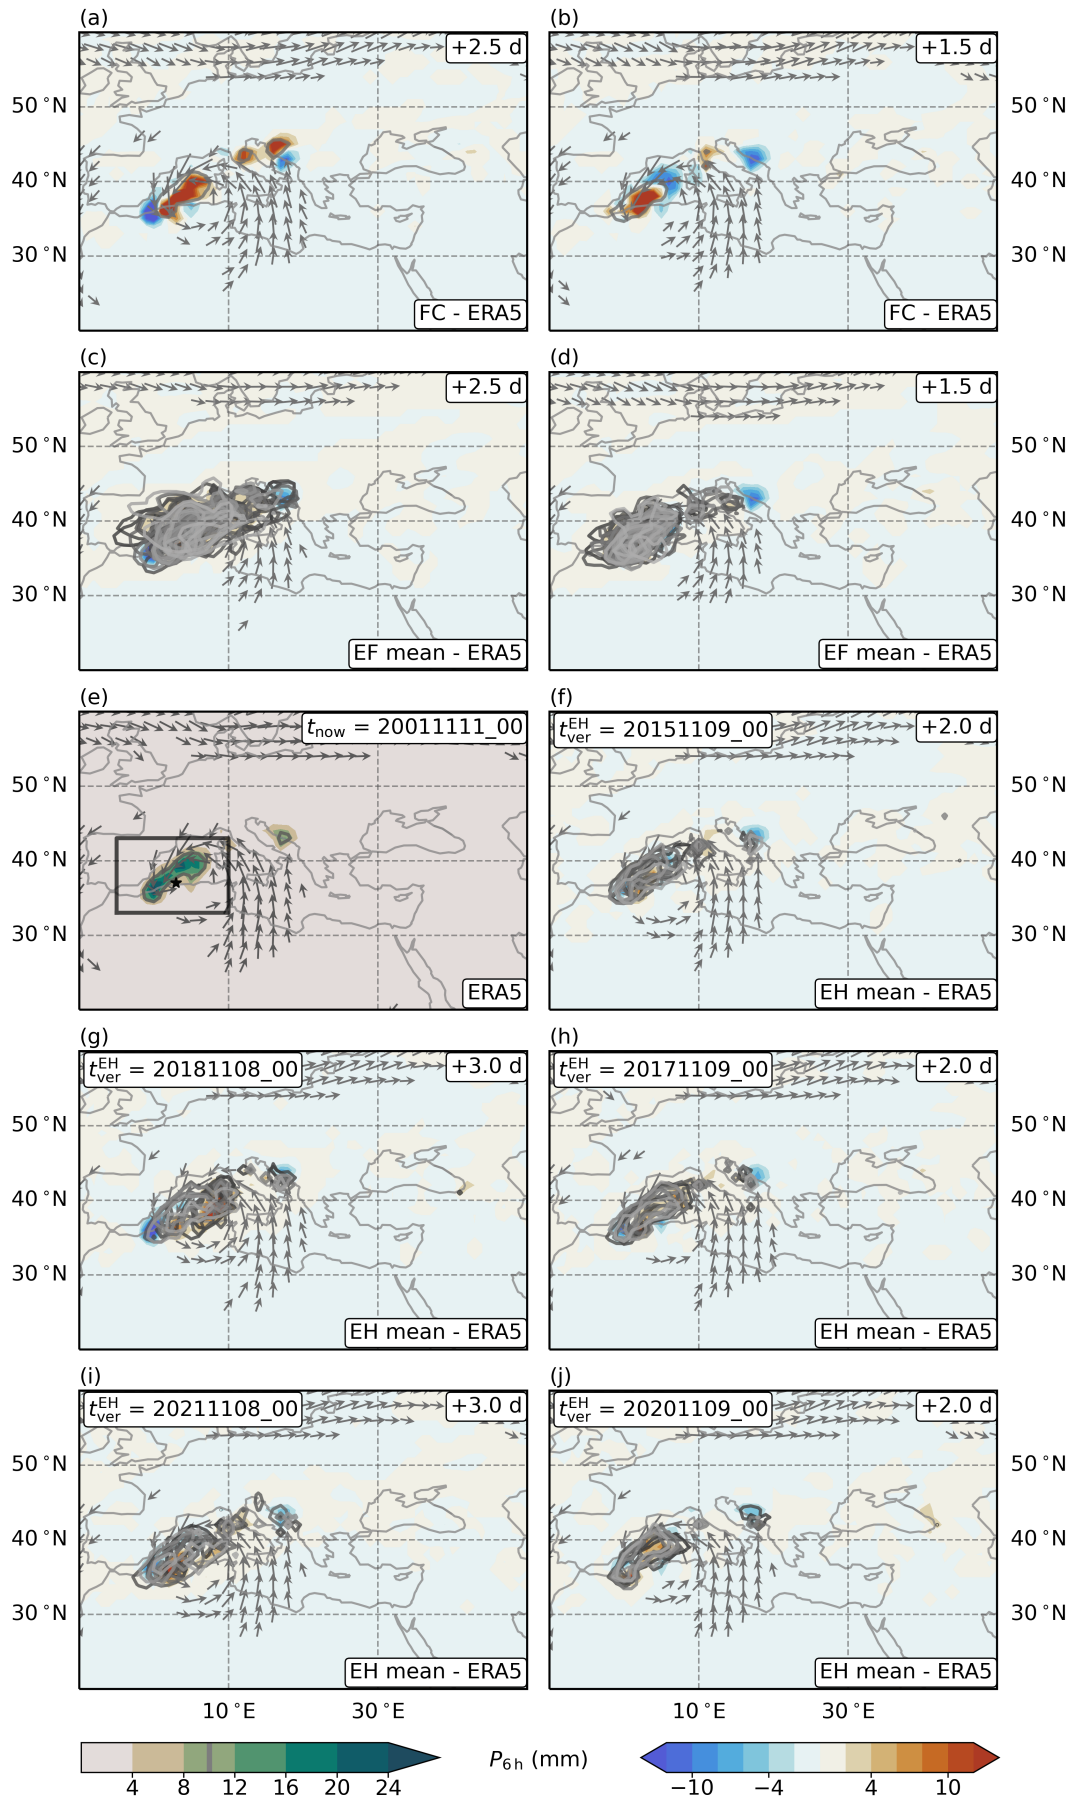 (a)
+2.5 d
50°N
40°N
30°N
FC - ERA5
(b)
+1.5 d
50°N
40°N
30°N
FC - ERA5
(c)
+2.5 d
50°N
40°N
30°N
EF mean - ERA5
(d)
+1.5 d
50°N
40°N
30°N
EF mean - ERA5
(e)
t_now = 20011111_00
50°N
40°N
30°N
ERA5
(f)
t_ver^EH = 20151109_00
+2.0 d
50°N
40°N
30°N
EH mean - ERA5
(g)
t_ver^EH = 20181108_00
+3.0 d
50°N
40°N
30°N
EH mean - ERA5
(h)
t_ver^EH = 20171109_00
+2.0 d
50°N
40°N
30°N
EH mean - ERA5
(i)
t_ver^EH = 20211108_00
+3.0 d
50°N
40°N
30°N
EH mean - ERA5
10°E 30°E
(j)
t_ver^EH = 20201109_00
+2.0 d
50°N
40°N
30°N
EH mean - ERA5
10°E 30°E
4 8 12 16 20 24
P_6h (mm)
−10 −4 4 10